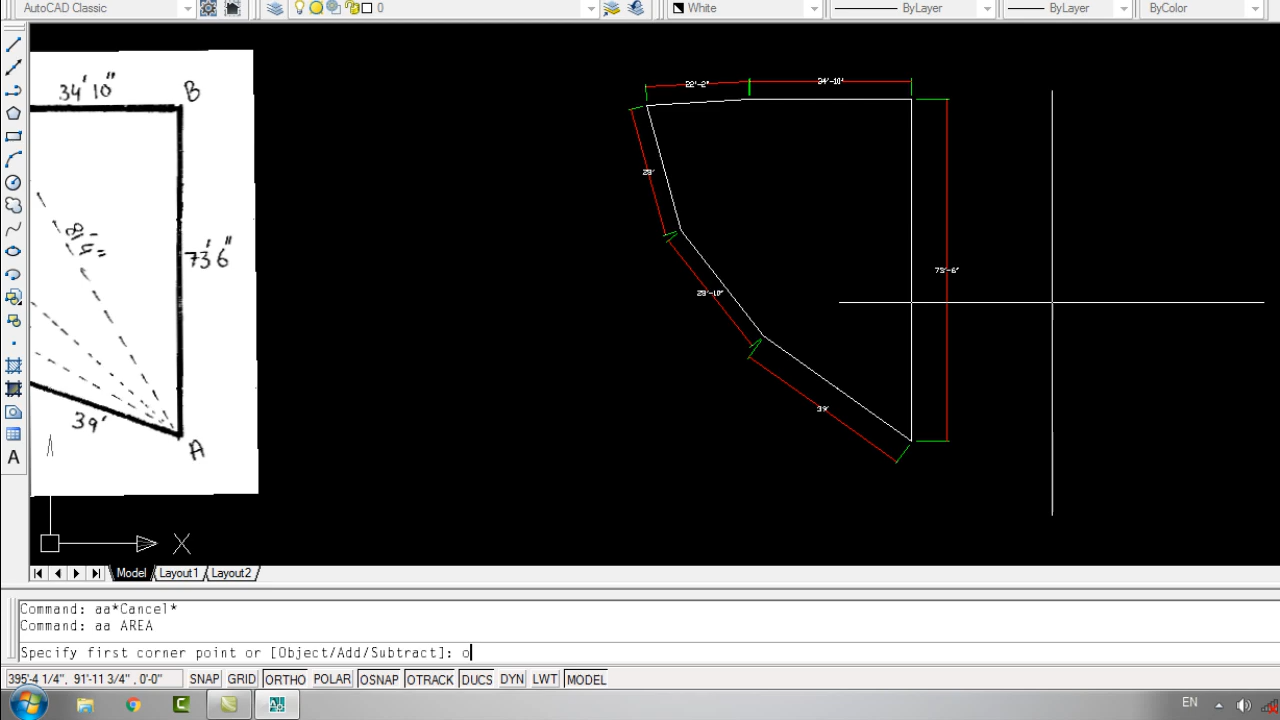 AutoCAD Classic
0
White
ByLayer
ByLayer
ByColor
34' 10"
B
73' 6"
39'
A
22'-2"
34'-10"
73'-6"
39'
X
Model
Layout1
Layout2
Command: aa*Cancel*
Command: aa AREA
Specify first corner point or [Object/Add/Subtract]: o
395'-4 1/4", 91'-11 3/4", 0'-0"
SNAP
GRID
ORTHO
POLAR
OSNAP
OTRACK
DUCS
DYN
LWT
MODEL
EN